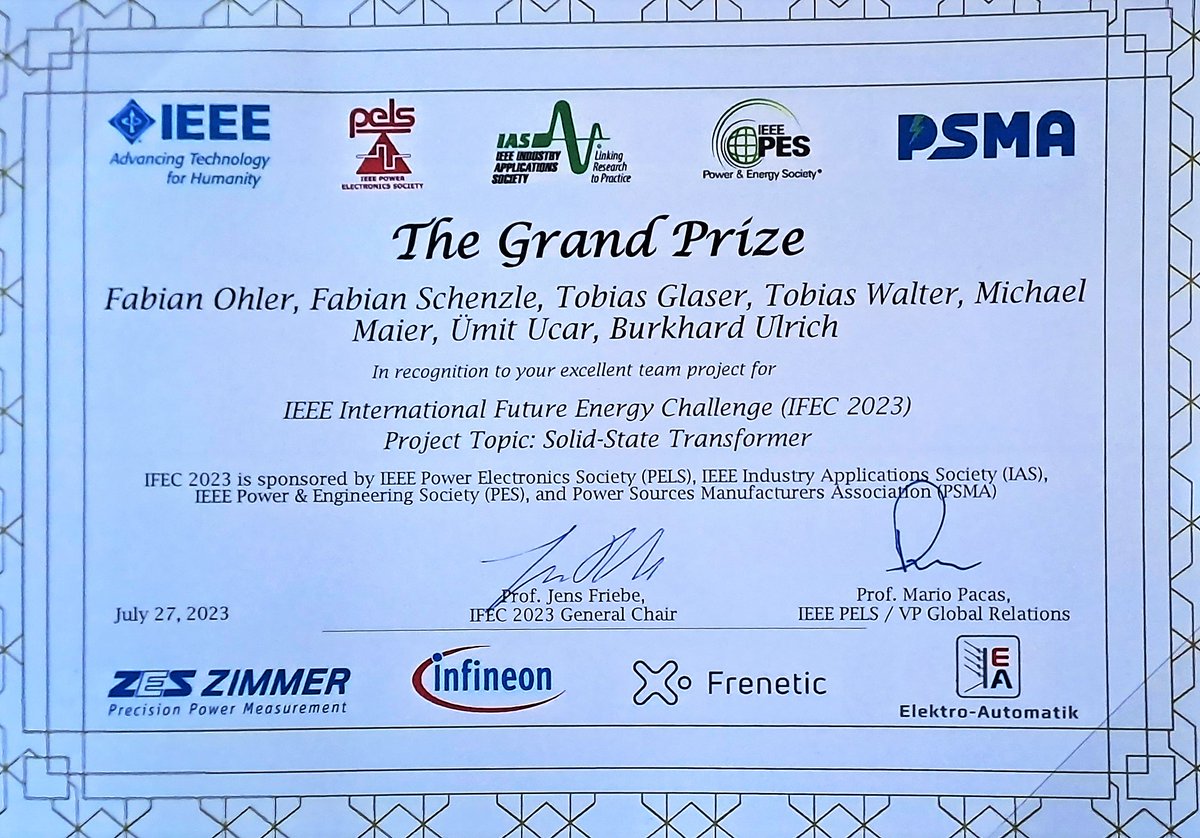 IEEE
Advancing Technology
for Humanity
pels
IEEE POWER
ELECTRONICS SOCIETY
IAS
IEEE INDUSTRY
APPLICATIONS
SOCIETY
Linking
Research
to Practice
IEEE
PES
Power & Energy Society®
PSMA
The Grand Prize
Fabian Ohler, Fabian Schenzle, Tobias Glaser, Tobias Walter, Michael
Maier, Ümit Ucar, Burkhard Ulrich
In recognition to your excellent team project for
IEEE International Future Energy Challenge (IFEC 2023)
Project Topic: Solid-State Transformer
IFEC 2023 is sponsored by IEEE Power Electronics Society (PELS), IEEE Industry Applications Society (IAS),
IEEE Power & Engineering Society (PES), and Power Sources Manufacturers Association (PSMA)
July 27, 2023
Prof. Jens Friebe,
IFEC 2023 General Chair
Prof. Mario Pacas,
IEEE PELS / VP Global Relations
ZES ZIMMER
Precision Power Measurement
infineon
Frenetic
EA
Elektro-Automatik